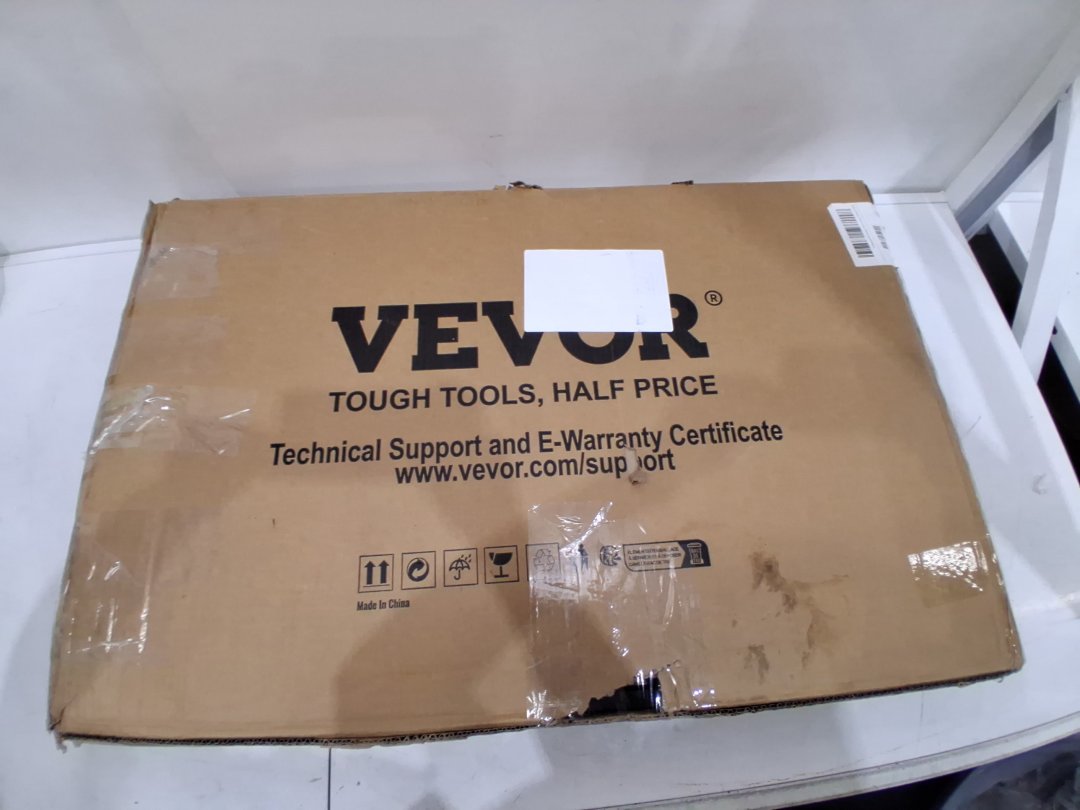 VEVOR®
TOUGH TOOLS, HALF PRICE
Technical Support and E-Warranty Certificate
www.vevor.com/support
Made In China